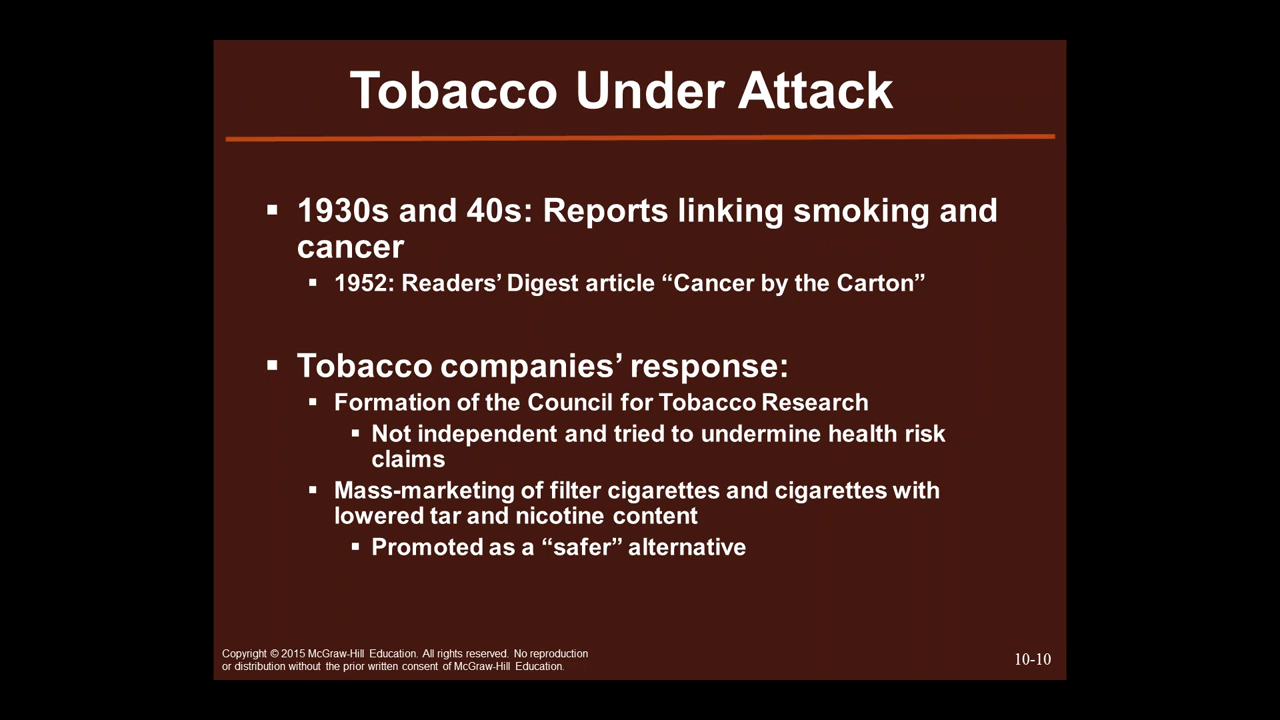 Tobacco Under Attack
▪ 1930s and 40s: Reports linking smoking and
cancer
▪ 1952: Readers’ Digest article “Cancer by the Carton”
▪ Tobacco companies’ response:
▪ Formation of the Council for Tobacco Research
▪ Not independent and tried to undermine health risk
claims
▪ Mass-marketing of filter cigarettes and cigarettes with
lowered tar and nicotine content
▪ Promoted as a “safer” alternative
Copyright © 2015 McGraw-Hill Education. All rights reserved. No reproduction
or distribution without the prior written consent of McGraw-Hill Education.
10-10